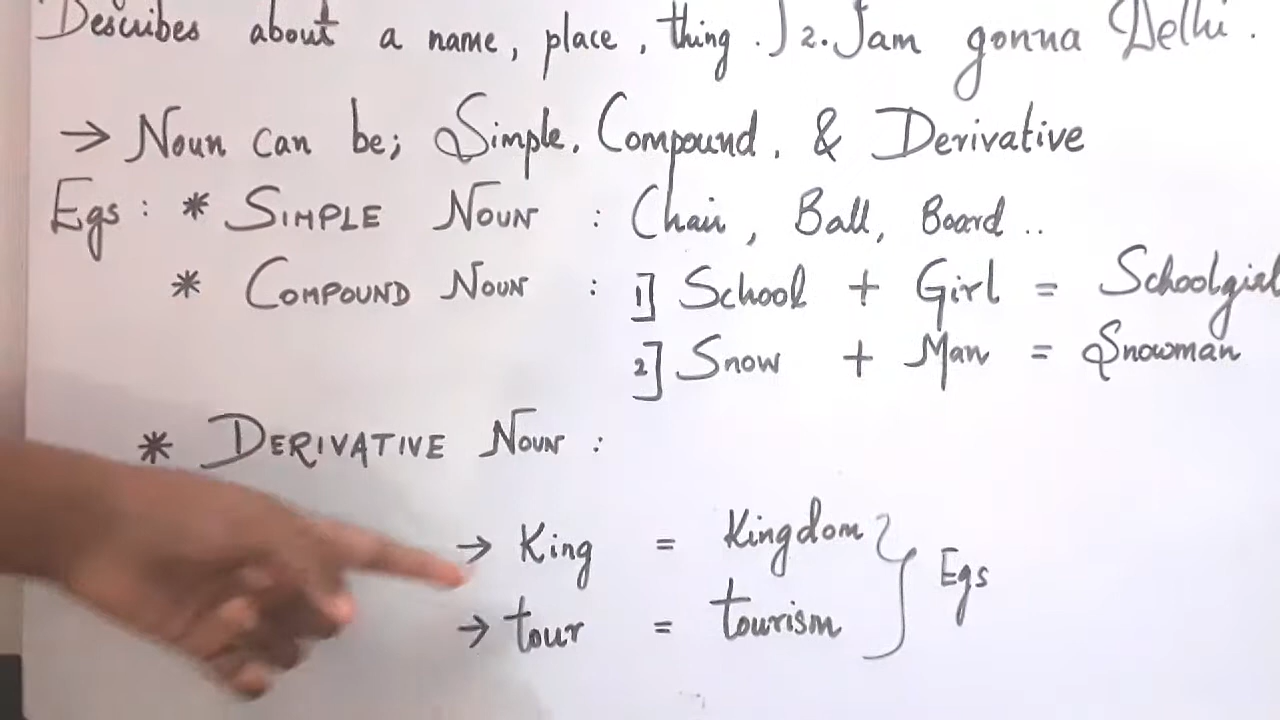 Describes about a name, place, thing.] 2. I am gonna Delhi.
→ Noun can be; Simple, Compound, & Derivative
Egs: * SIMPLE NOUN : Chair, Ball, Board ..
* COMPOUND NOUN : 1] School + Girl = Schoolgirl
2] Snow + Man = Snowman
* DERIVATIVE NOUN :
→ King = Kingdom
} Egs
→ tour = tourism